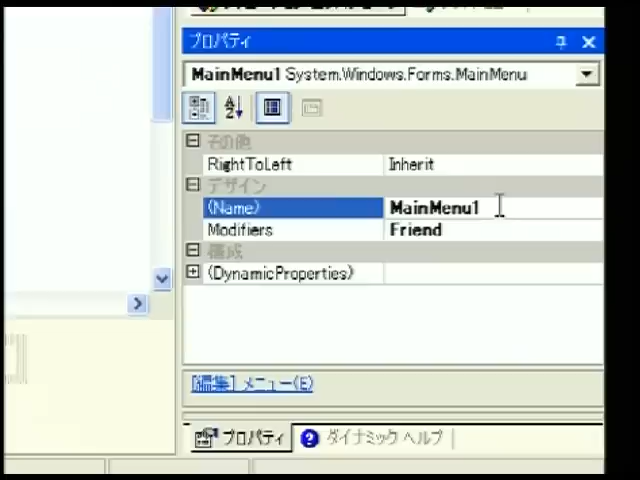 プロパティ
MainMenu1 System.Windows.Forms.MainMenu
その他
RightToLeft Inherit
デザイン
(Name) MainMenu1
Modifiers Friend
構成
(DynamicProperties)
[編集] メニュー(E)
プロパティ ダイナミック ヘルプ